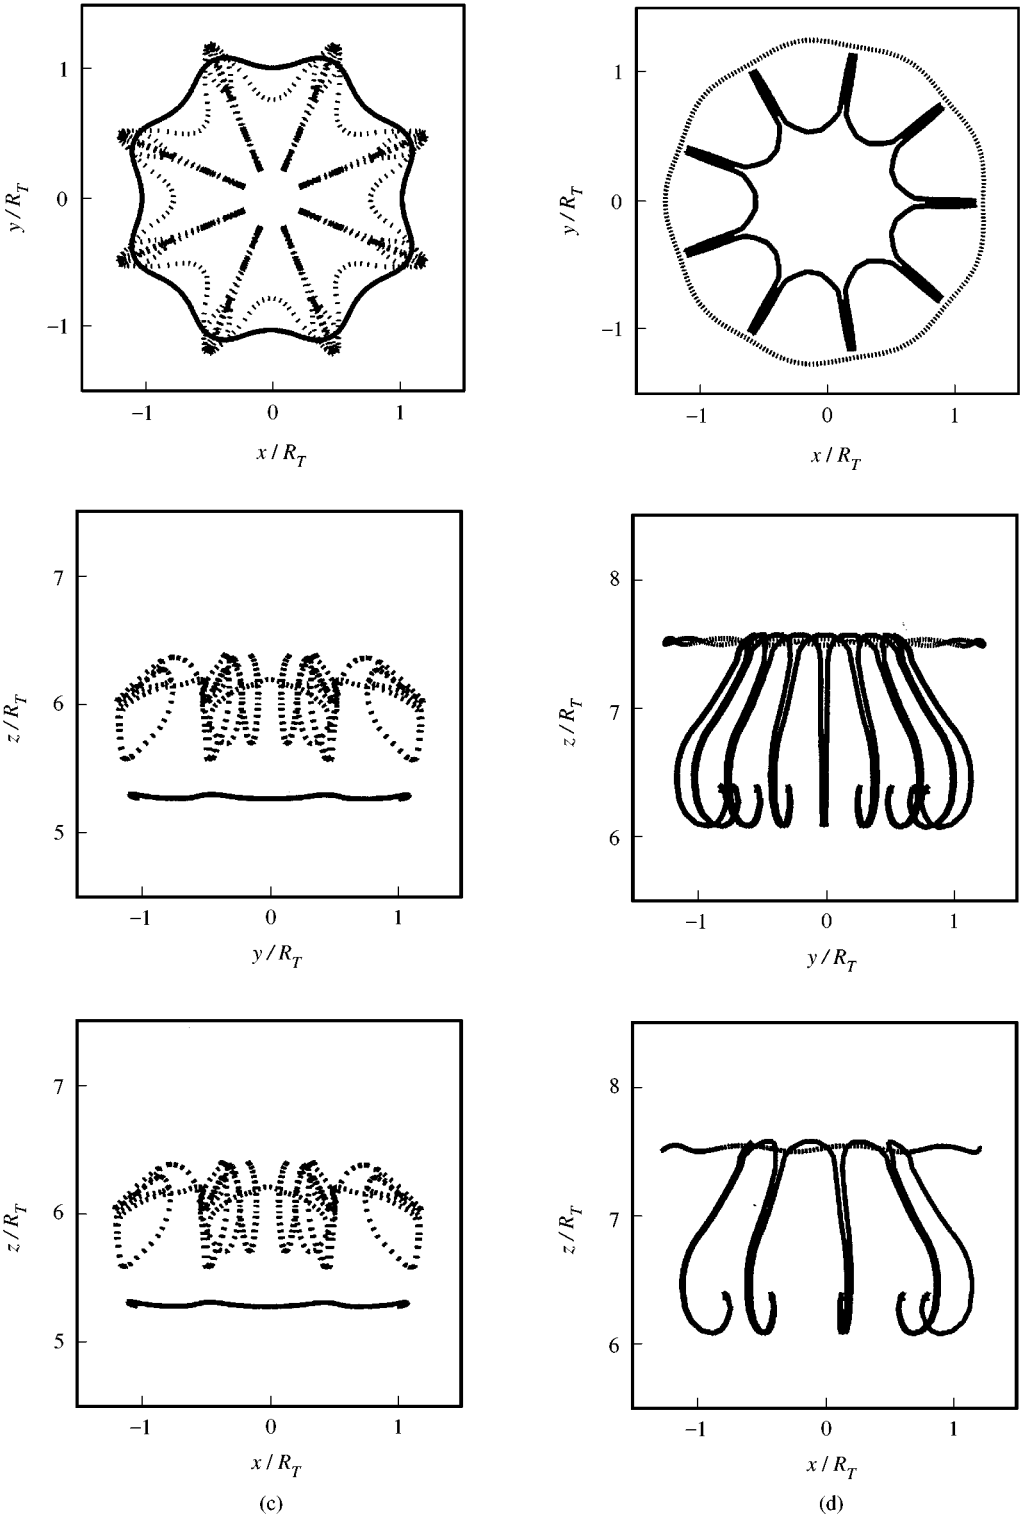 1
0
−1
y / R_T
−1 0 1
x / R_T
1
0
−1
y / R_T
−1 0 1
x / R_T
7
6
5
z / R_T
−1 0 1
y / R_T
8
7
6
z / R_T
−1 0 1
y / R_T
7
6
5
z / R_T
−1 0 1
x / R_T
(c)
8
7
6
z / R_T
−1 0 1
x / R_T
(d)